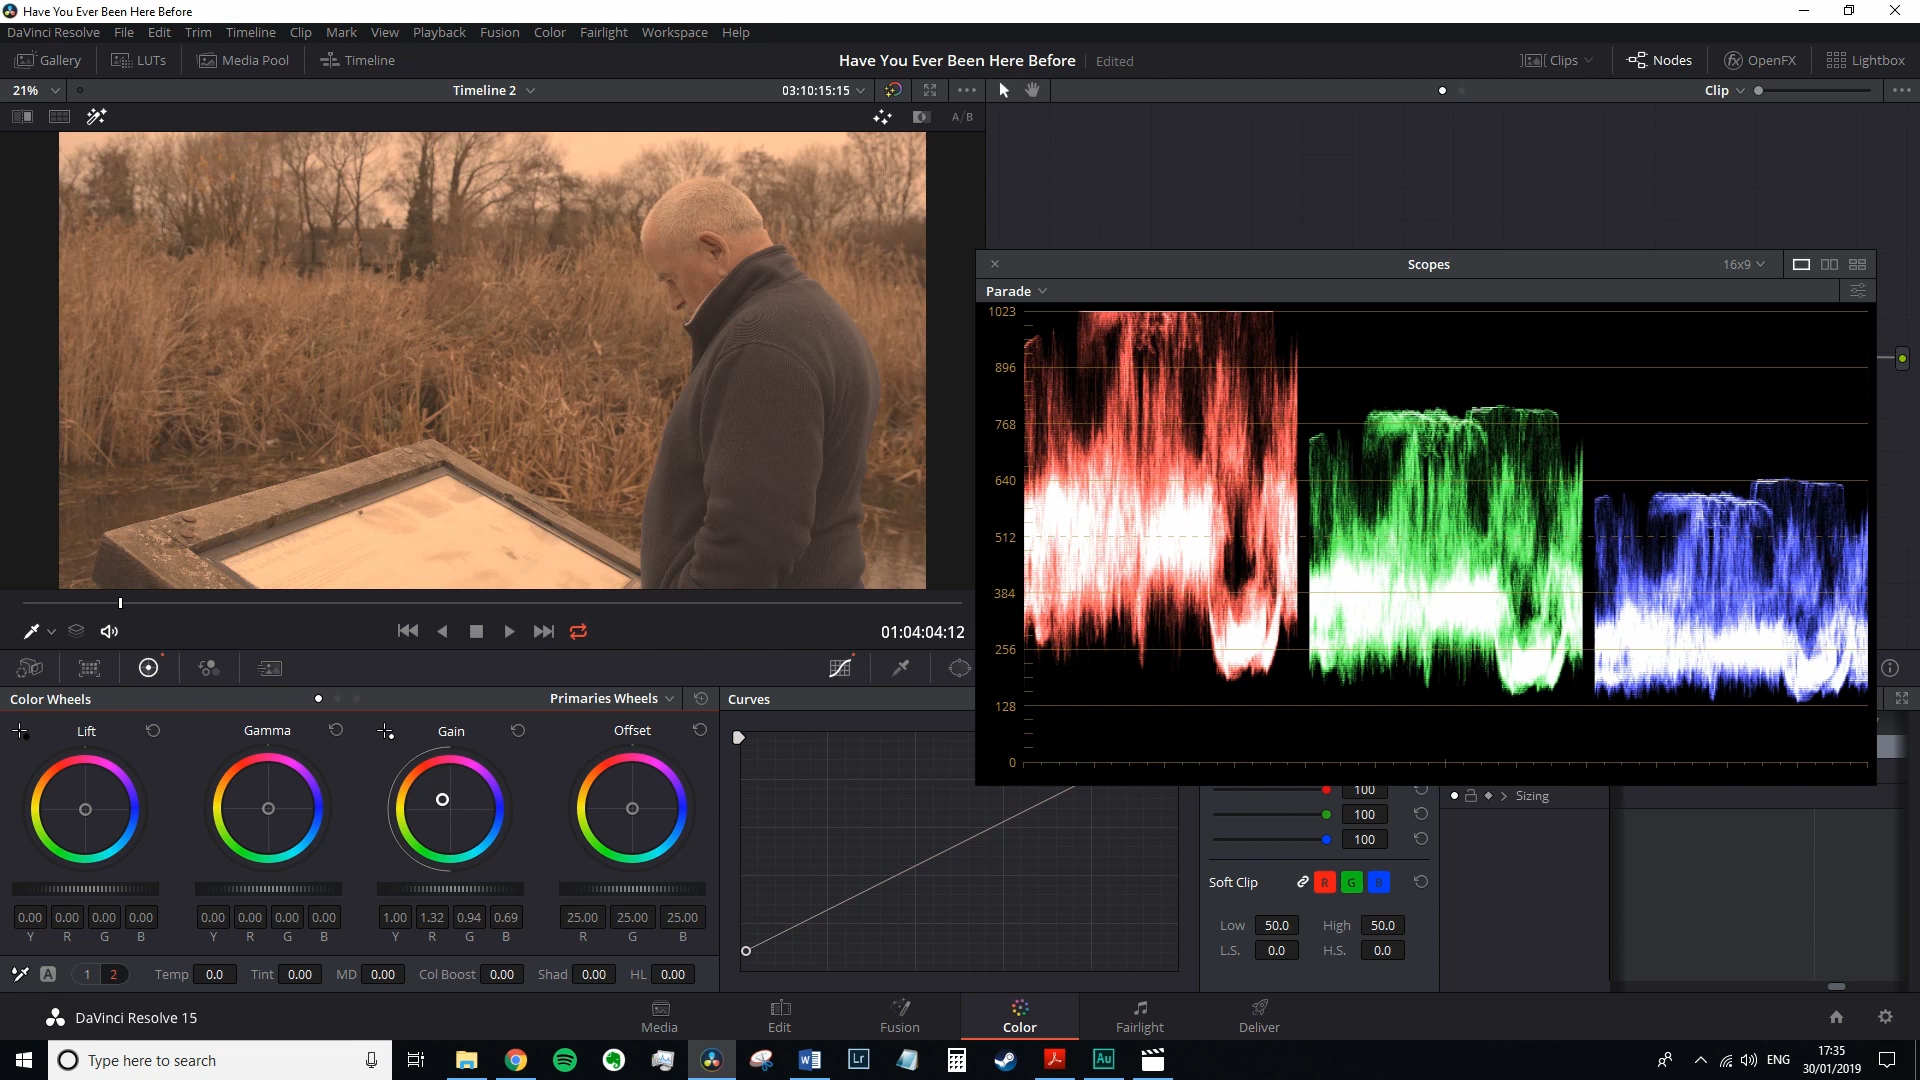 Have You Ever Been Here Before
DaVinci Resolve File Edit Trim Timeline Clip Mark View Playback Fusion Color Fairlight Workspace Help
Gallery LUTs Media Pool Timeline Have You Ever Been Here Before Edited Clips Nodes OpenFX Lightbox
21% Timeline 2 03:10:15:15 Clip
A/B
Scopes 16x9
Parade
1023
896
768
640
512
384
256
128
0
01:04:04:12
Color Wheels Primaries Wheels Curves
Lift Gamma Gain Offset
0.00 0.00 0.00 0.00 0.00 0.00 0.00 0.00 1.00 1.32 0.94 0.69 25.00 25.00 25.00
Y R G B Y R G B Y R G B R G B
A 1 2 Temp 0.0 Tint 0.00 MD 0.00 Col Boost 0.00 Shad 0.00 HL 0.00
100
100
100
Sizing
Soft Clip R G B
Low 50.0 High 50.0
L.S. 0.0 H.S. 0.0
DaVinci Resolve 15
Media Edit Fusion Color Fairlight Deliver
Type here to search
Lr Au
ENG
17:35
30/01/2019